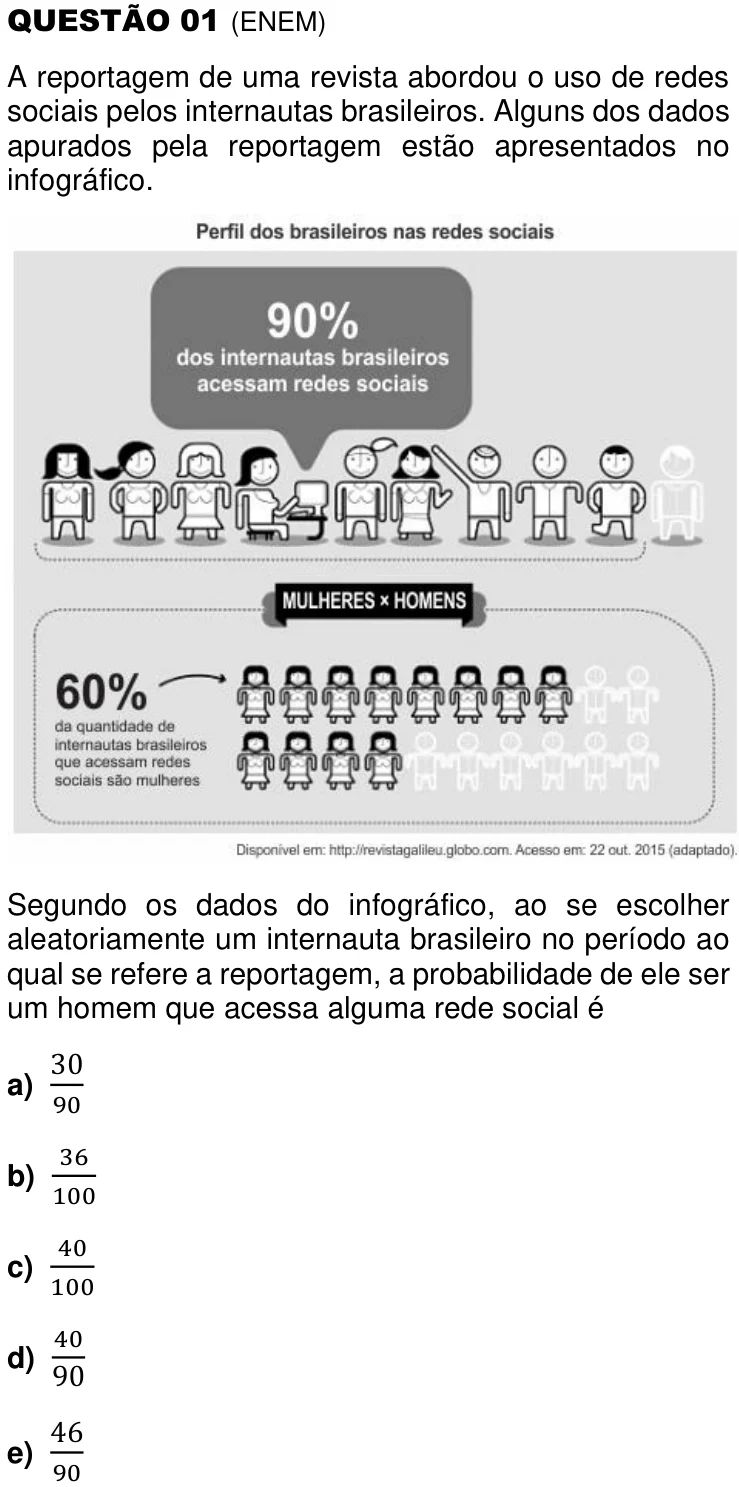 QUESTÃO 01 (ENEM)
A reportagem de uma revista abordou o uso de redes
sociais pelos internautas brasileiros. Alguns dos dados
apurados pela reportagem estão apresentados no
infográfico.
Perfil dos brasileiros nas redes sociais
90%
dos internautas brasileiros
acessam redes sociais
MULHERES × HOMENS
60%
da quantidade de
internautas brasileiros
que acessam redes
sociais são mulheres
Disponível em: http://revistagalileu.globo.com. Acesso em: 22 out. 2015 (adaptado).
Segundo os dados do infográfico, ao se escolher
aleatoriamente um internauta brasileiro no período ao
qual se refere a reportagem, a probabilidade de ele ser
um homem que acessa alguma rede social é
a) 30/90
b) 36/100
c) 40/100
d) 40/90
e) 46/90